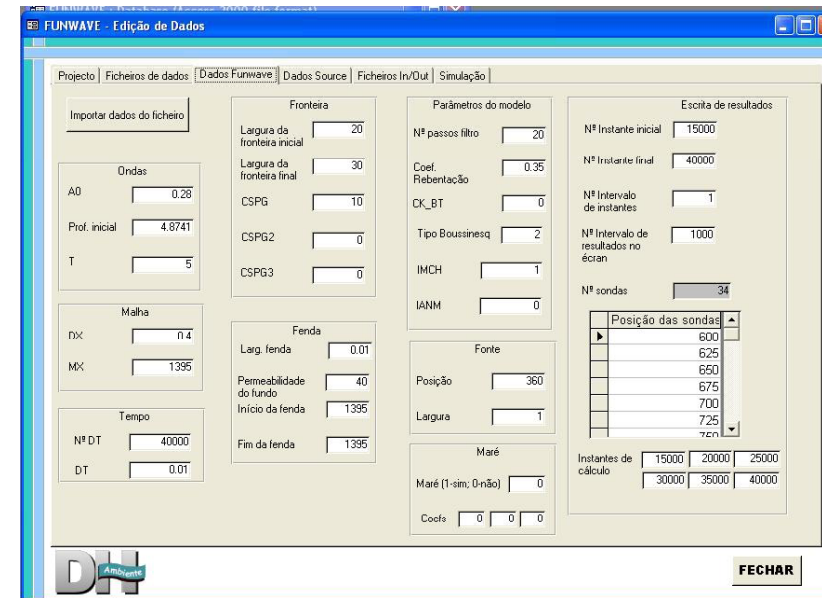 FUNWAVE : Database (Access 2000 file format)
FUNWAVE - Edição de Dados
Projecto
Ficheiros de dados
Dados Funwave
Dados Source
Ficheiros In/Out
Simulação
Importar dados do ficheiro
Ondas
A0 0.28
Prof. inicial 4.8741
T 5
Malha
DX 0.4
MX 1395
Tempo
Nº DT 40000
DT 0.01
Fronteira
Largura da
fronteira inicial 20
Largura da
fronteira final 30
CSPG 10
CSPG2 0
CSPG3 0
Fenda
Larg. fenda 0.01
Permeabilidade
do fundo 40
Início da fenda 1395
Fim da fenda 1395
Parâmetros do modelo
Nº passos filtro 20
Coef.
Rebentação 0.35
CK_BT 0
Tipo Boussinesq 2
IMCH 1
IANM 0
Fonte
Posição 360
Largura 1
Maré
Maré (1-sim; 0-não) 0
Coefs 0 0 0
Escrita de resultados
Nº Instante inicial 15000
Nº Instante final 40000
Nº Intervalo
de instantes 1
Nº Intervalo de
resultados no
écran 1000
Nº sondas 34
Posição das sondas
600
625
650
675
700
725
750
Instantes de
cálculo
15000 20000 25000
30000 35000 40000
DH
Ambiente
FECHAR